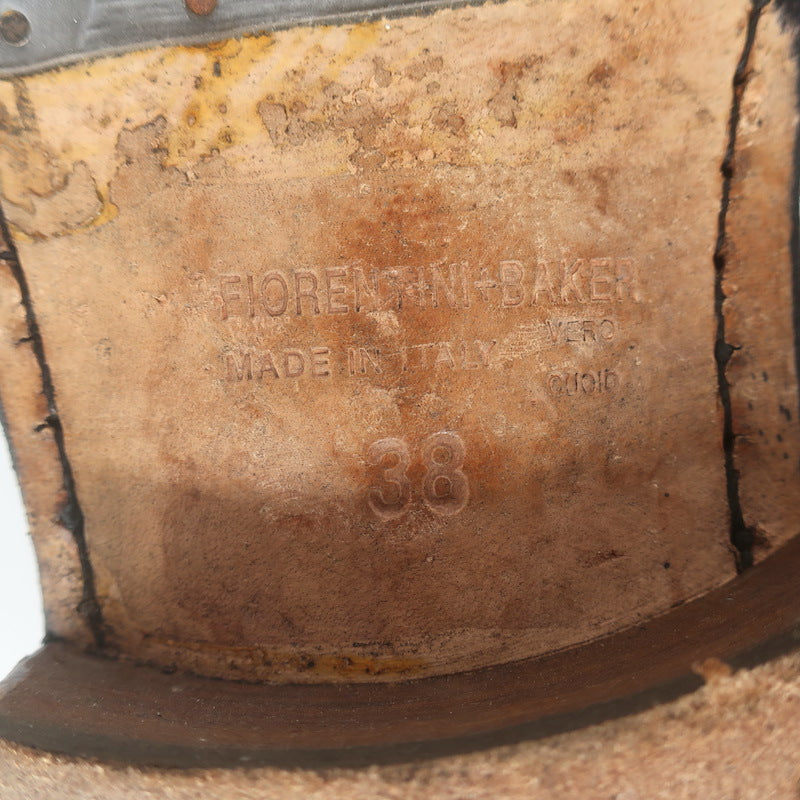 FIORENTINI+BAKER
MADE IN ITALY
VERO
CUOIO
38